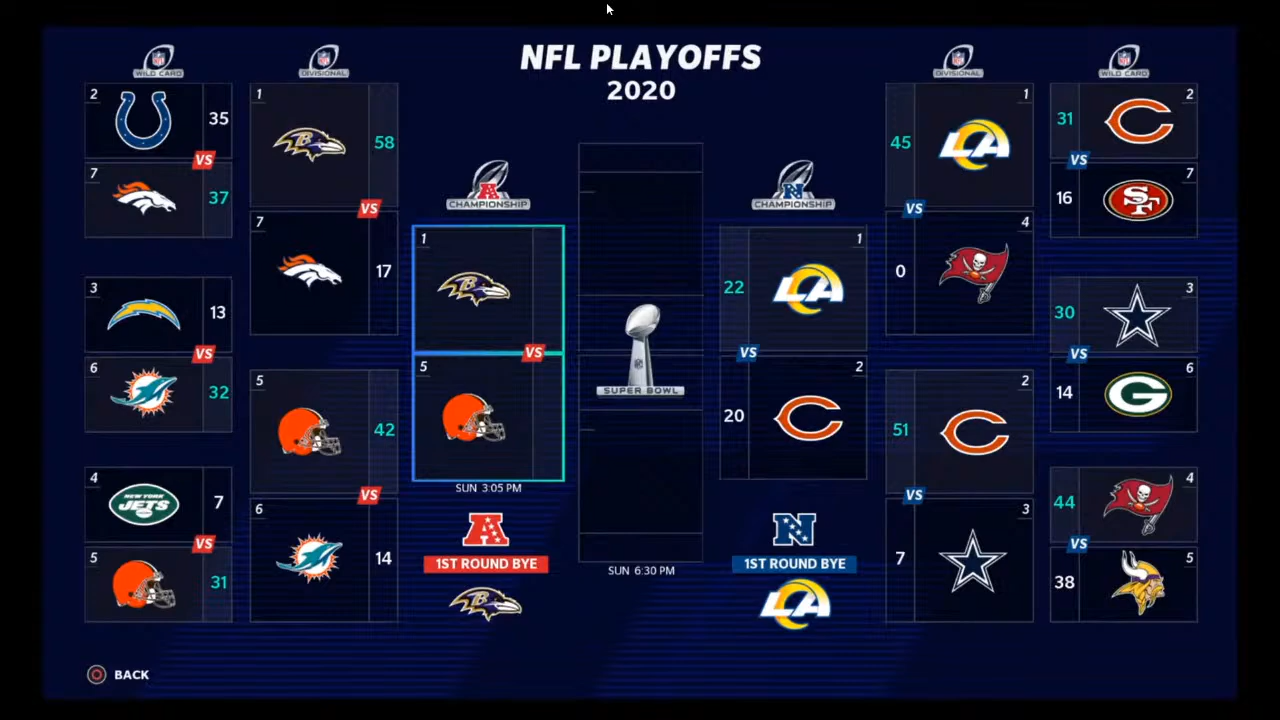 NFL PLAYOFFS
2020
WILD CARD
DIVISIONAL
DIVISIONAL
WILD CARD
2
35
VS
7
37
3
13
VS
6
32
4
NEW YORK
JETS
7
VS
5
31
1
58
VS
7
17
5
42
VS
6
14
A
CHAMPIONSHIP
1
VS
5
SUN 3:05 PM
A
1ST ROUND BYE
SUPER BOWL
SUN 6:30 PM
N
CHAMPIONSHIP
1
22
VS
2
20
N
1ST ROUND BYE
LA
1
45
LA
VS
4
0
2
51
VS
3
7
2
31
VS
7
16
SF
3
30
VS
6
14
G
4
44
VS
5
38
BACK